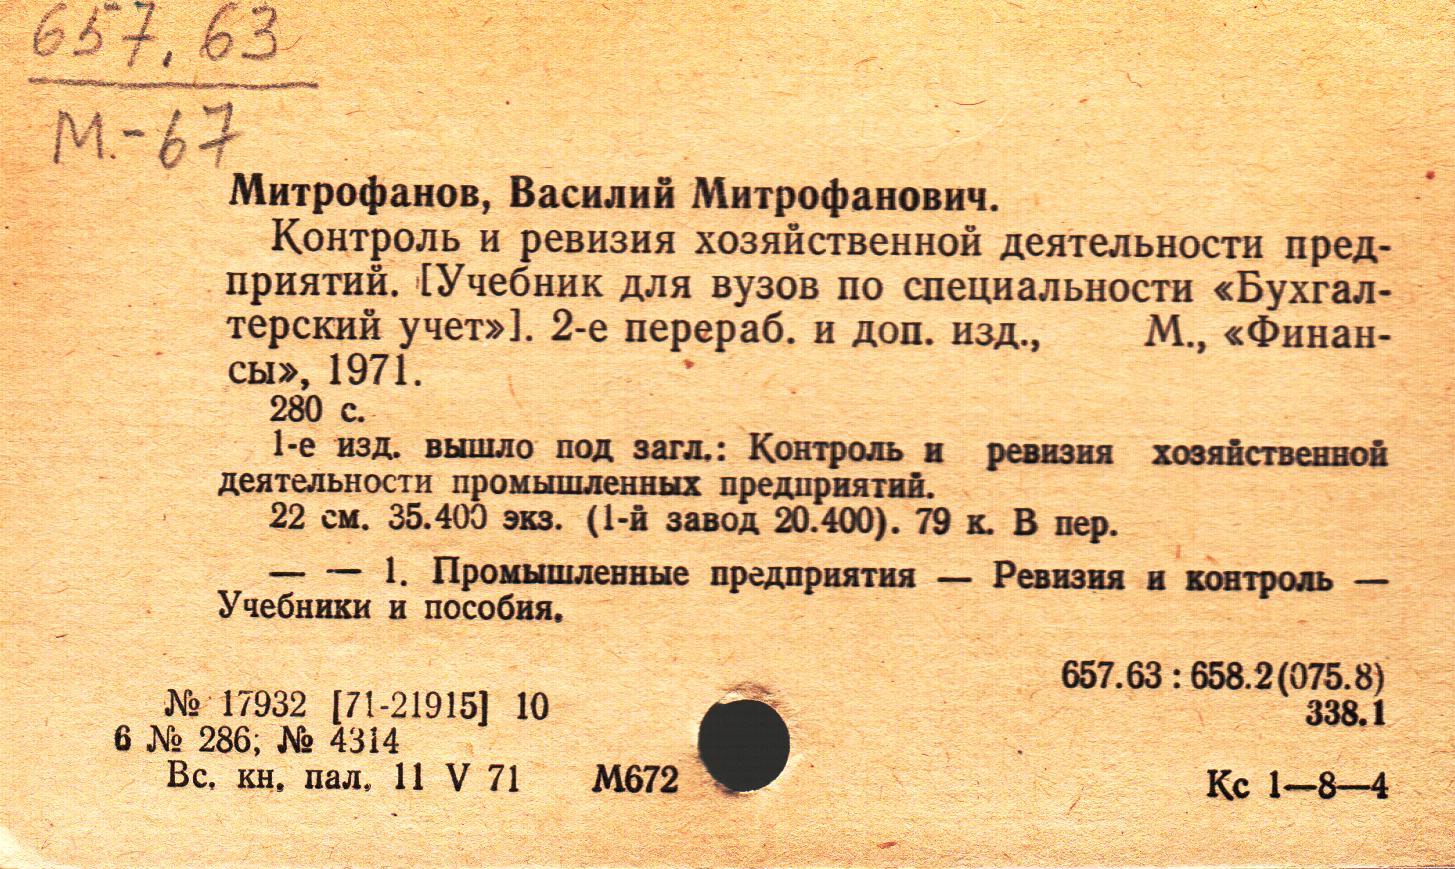 657.63
М.-67
Митрофанов, Василий Митрофанович.
Контроль и ревизия хозяйственной деятельности пред-
приятий. [Учебник для вузов по специальности «Бухгал-
терский учет»]. 2-е перераб. и доп. изд., М., «Финан-
сы», 1971.
280 с.
1-е изд. вышло под загл.: Контроль и ревизия хозяйственной
деятельности промышленных предприятий.
22 см. 35.400 экз. (1-й завод 20.400). 79 к. В пер.
— — 1. Промышленные предприятия — Ревизия и контроль —
Учебники и пособия.
657.63 : 658.2(075.8)
338.1
№ 17932 [71-21915] 10
6 № 286; № 4314
Вс. кн. пал. 11 V 71 М672
Кс 1—8—4